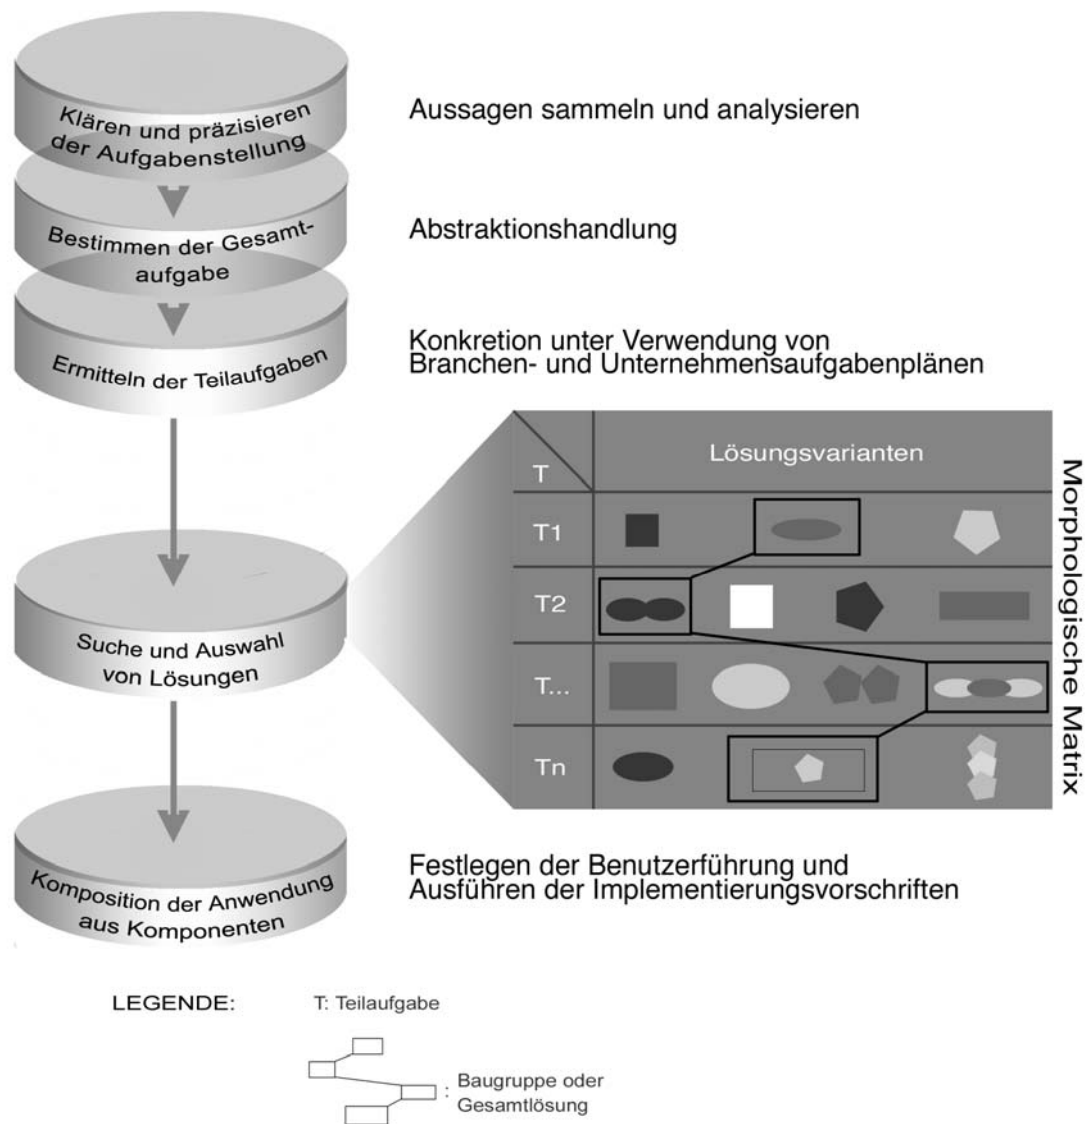 Klären und präzisieren
der Aufgabenstellung
Aussagen sammeln und analysieren
Bestimmen der Gesamt-
aufgabe
Abstraktionshandlung
Ermitteln der Teilaufgaben
Konkretion unter Verwendung von
Branchen- und Unternehmensaufgabenplänen
Suche und Auswahl
von Lösungen
T
Lösungsvarianten
T1
T2
T...
Tn
Morphologische Matrix
Komposition der Anwendung
aus Komponenten
Festlegen der Benutzerführung und
Ausführen der Implementierungsvorschriften
LEGENDE:
T: Teilaufgabe
: Baugruppe oder
Gesamtlösung